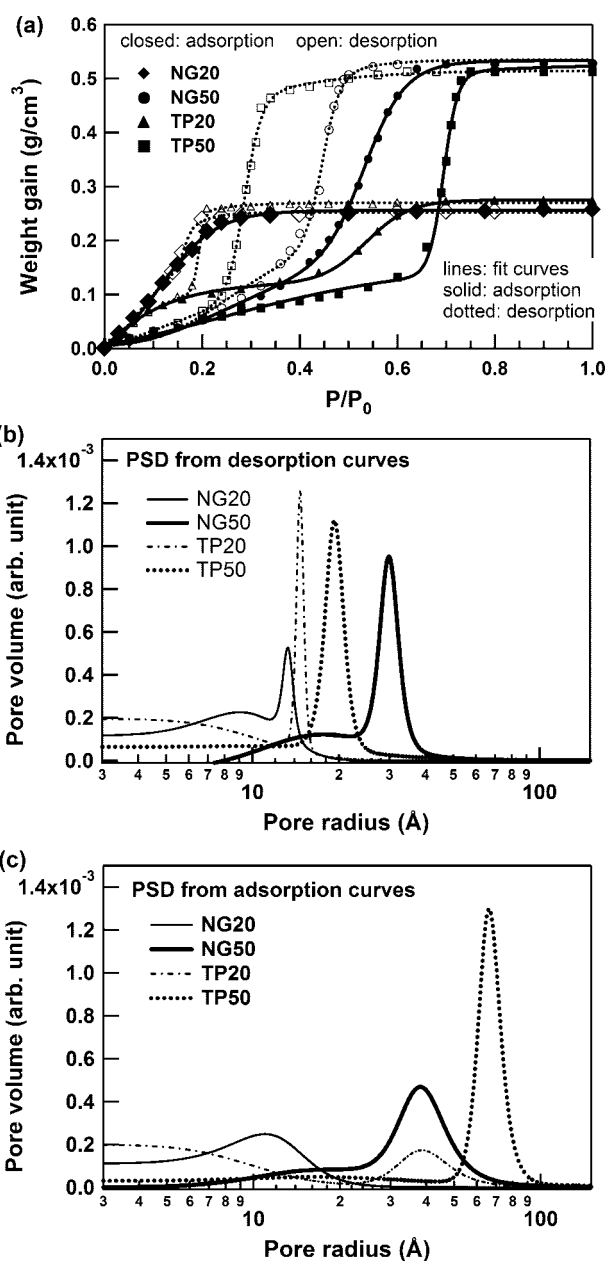 (a)
closed: adsorption open: desorption
NG20
NG50
TP20
TP50
lines: fit curves
solid: adsorption
dotted: desorption
Weight gain (g/cm³)
0.6
0.5
0.4
0.3
0.2
0.1
0.0
0.0 0.2 0.4 0.6 0.8 1.0
P/P₀
(b)
PSD from desorption curves
NG20
NG50
TP20
TP50
Pore volume (arb. unit)
1.4x10⁻³
1.2
1.0
0.8
0.6
0.4
0.2
0.0
3 4 5 6 7 8 9 10 2 3 4 5 6 7 8 9 100
Pore radius (Å)
(c)
PSD from adsorption curves
NG20
NG50
TP20
TP50
Pore volume (arb. unit)
1.4x10⁻³
1.2
1.0
0.8
0.6
0.4
0.2
0.0
3 4 5 6 7 8 9 10 2 3 4 5 6 7 8 9 100
Pore radius (Å)